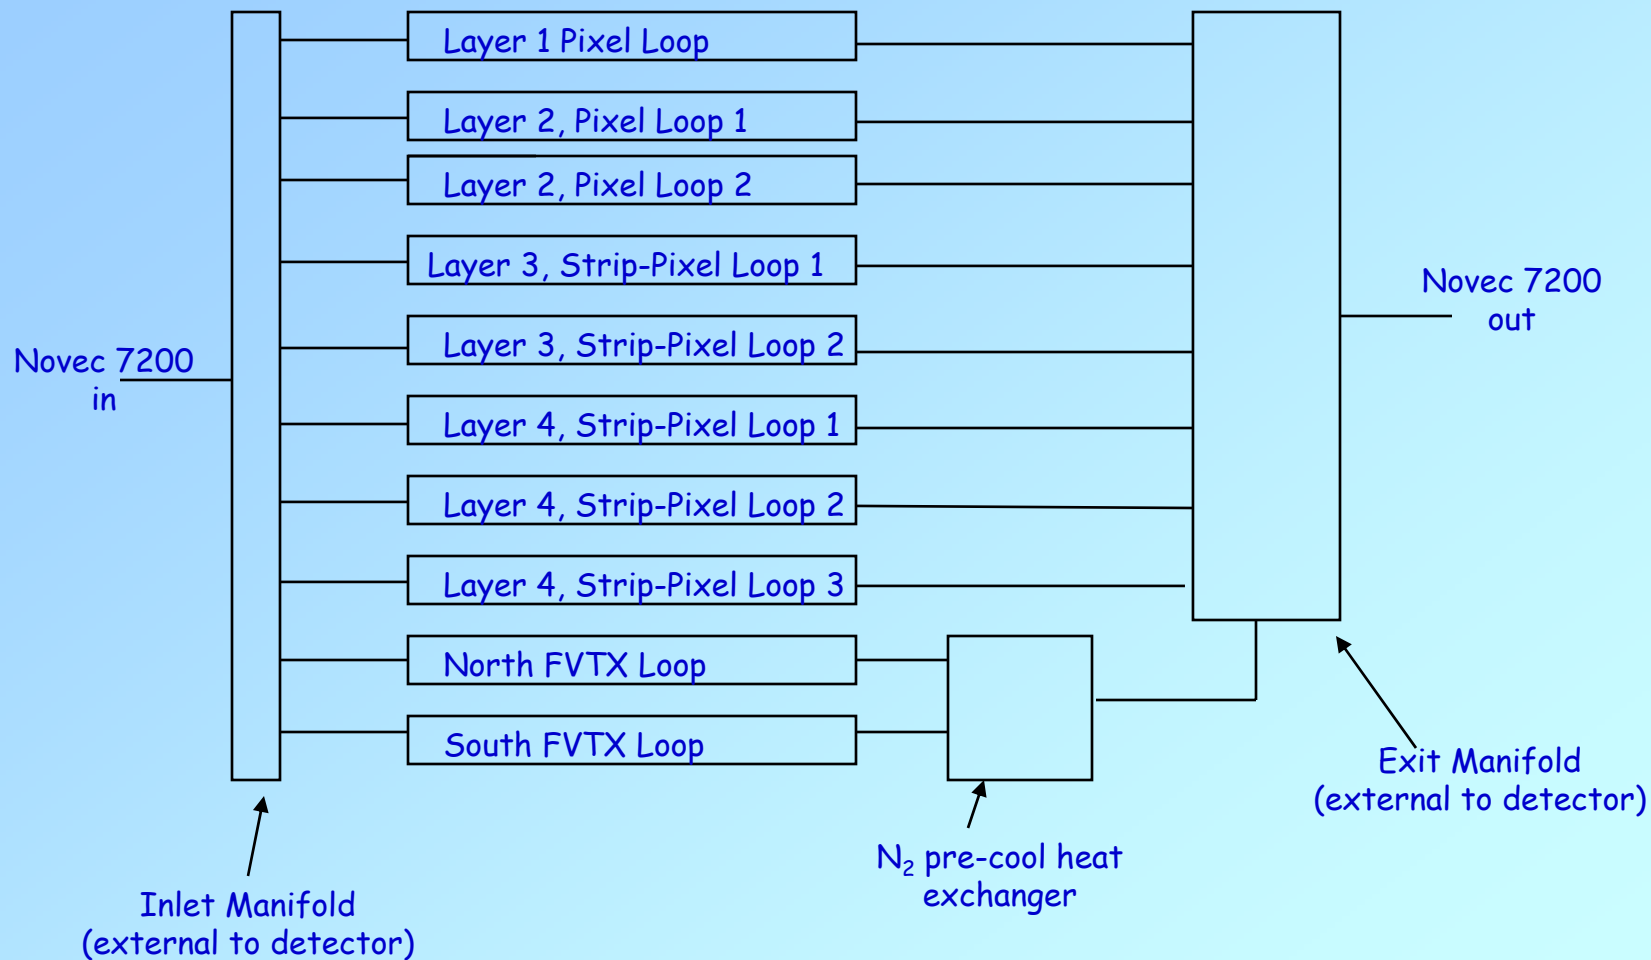 Layer 1 Pixel Loop
Layer 2, Pixel Loop 1
Layer 2, Pixel Loop 2
Layer 3, Strip-Pixel Loop 1
Layer 3, Strip-Pixel Loop 2
Layer 4, Strip-Pixel Loop 1
Layer 4, Strip-Pixel Loop 2
Layer 4, Strip-Pixel Loop 3
North FVTX Loop
South FVTX Loop
Novec 7200
in
Novec 7200
out
Inlet Manifold
(external to detector)
N₂ pre-cool heat
exchanger
Exit Manifold
(external to detector)